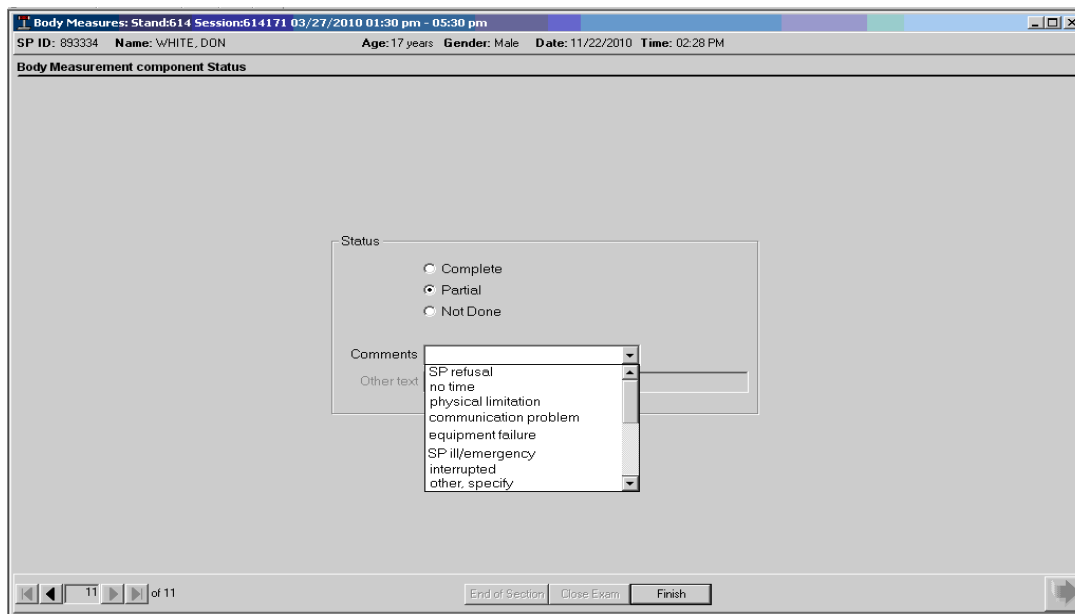 Body Measures: Stand:614 Session:614171 03/27/2010 01:30 pm - 05:30 pm
SP ID: 893334 Name: WHITE, DON Age: 17 years Gender: Male Date: 11/22/2010 Time: 02:28 PM
Body Measurement component Status
Status
Complete
Partial
Not Done
Comments
SP refusal
Other text
no time
physical limitation
communication problem
equipment failure
SP ill/emergency
interrupted
other, specify
11 of 11 End of Section Close Exam Finish